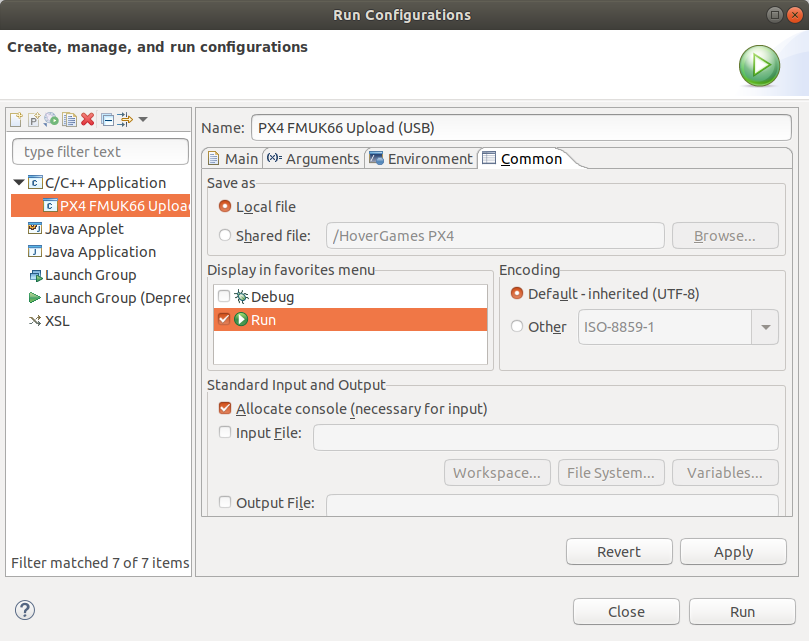 Run Configurations
Create, manage, and run configurations
type filter text
C/C++ Application
PX4 FMUK66 Uploa
Java Applet
Java Application
Launch Group
Launch Group (Depre
XSL
Filter matched 7 of 7 items
Name: PX4 FMUK66 Upload (USB)
Main Arguments Environment Common
Save as
Local file
Shared file: /HoverGames PX4 Browse...
Display in favorites menu
Debug
Run
Encoding
Default - inherited (UTF-8)
Other ISO-8859-1
Standard Input and Output
Allocate console (necessary for input)
Input File:
Workspace... File System... Variables...
Output File:
Revert Apply
Close Run